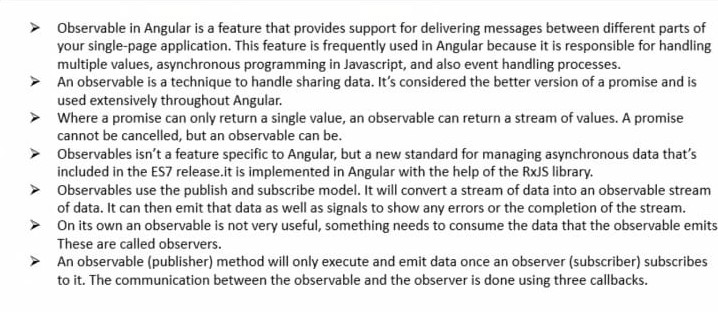 ➢ Observable in Angular is a feature that provides support for delivering messages between different parts of
your single-page application. This feature is frequently used in Angular because it is responsible for handling
multiple values, asynchronous programming in Javascript, and also event handling processes.
➢ An observable is a technique to handle sharing data. It's considered the better version of a promise and is
used extensively throughout Angular.
➢ Where a promise can only return a single value, an observable can return a stream of values. A promise
cannot be cancelled, but an observable can be.
➢ Observables isn't a feature specific to Angular, but a new standard for managing asynchronous data that's
included in the ES7 release.it is implemented in Angular with the help of the RxJS library.
➢ Observables use the publish and subscribe model. It will convert a stream of data into an observable stream
of data. It can then emit that data as well as signals to show any errors or the completion of the stream.
➢ On its own an observable is not very useful, something needs to consume the data that the observable emits
These are called observers.
➢ An observable (publisher) method will only execute and emit data once an observer (subscriber) subscribes
to it. The communication between the observable and the observer is done using three callbacks.